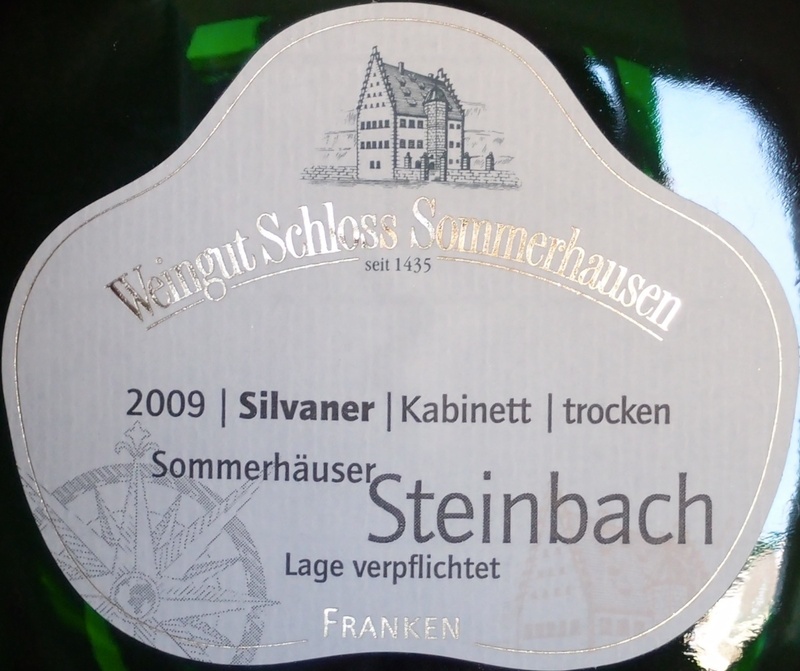 Weingut Schloss Sommerhausen
seit 1435
2009 | Silvaner | Kabinett | trocken
Sommerhäuser
Steinbach
Lage verpflichtet
FRANKEN